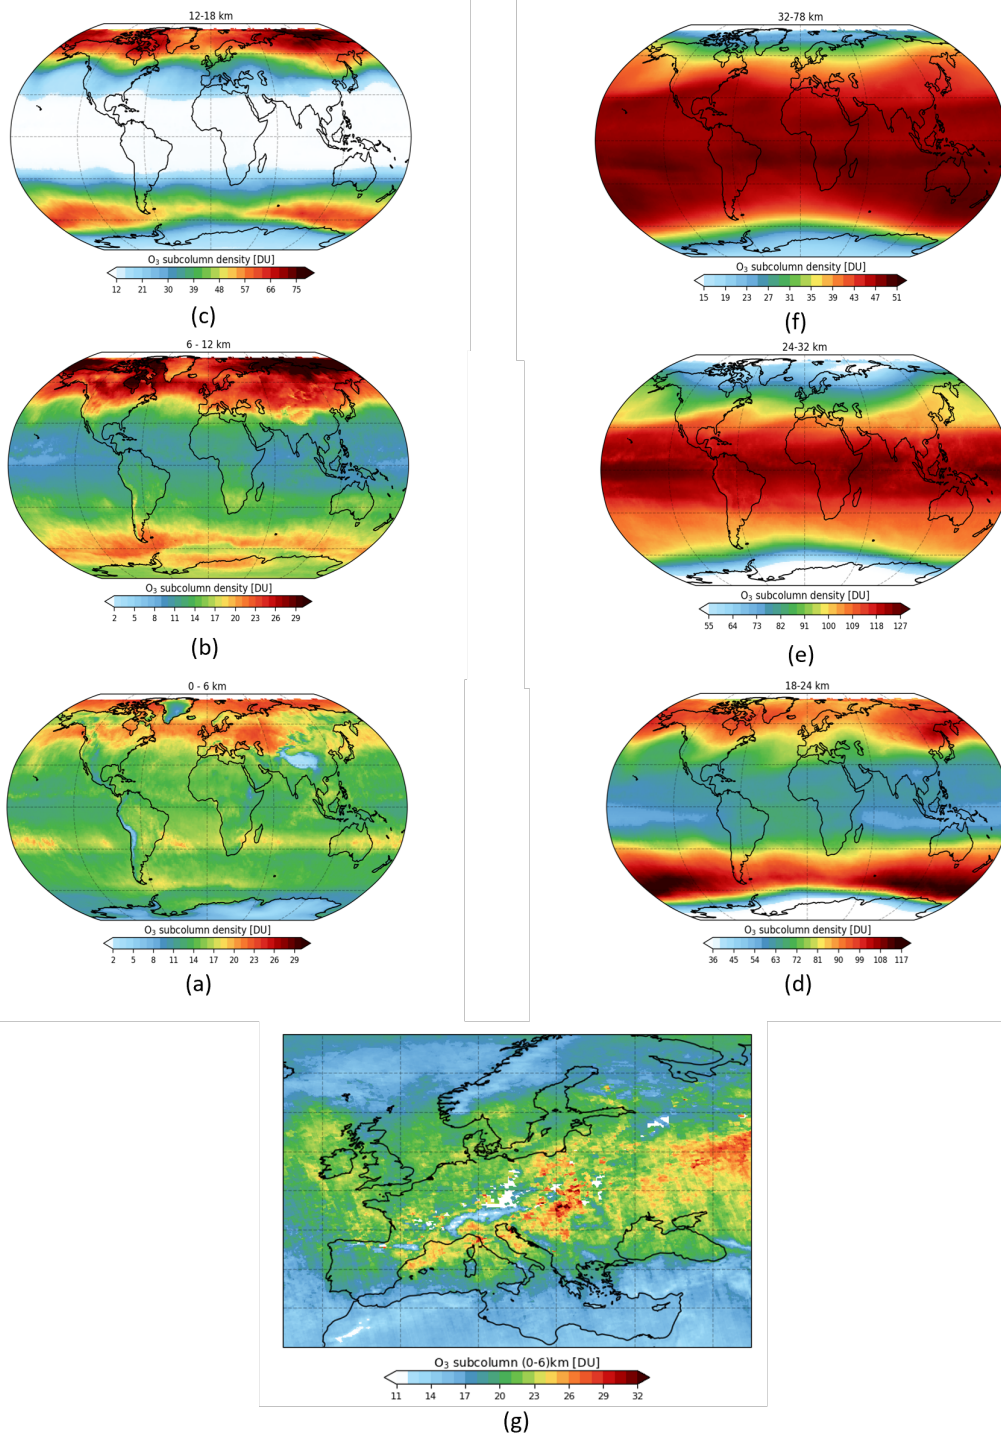 12-18 km
O₃ subcolumn density [DU]
12 21 30 39 48 57 66 75
(c)
32-78 km
O₃ subcolumn density [DU]
15 19 23 27 31 35 39 43 47 51
(f)
6 - 12 km
O₃ subcolumn density [DU]
2 5 8 11 14 17 20 23 26 29
(b)
24-32 km
O₃ subcolumn density [DU]
55 64 73 82 91 100 109 118 127
(e)
0 - 6 km
O₃ subcolumn density [DU]
2 5 8 11 14 17 20 23 26 29
(a)
18-24 km
O₃ subcolumn density [DU]
36 45 54 63 72 81 90 99 108 117
(d)
O₃ subcolumn (0-6)km [DU]
11 14 17 20 23 26 29 32
(g)